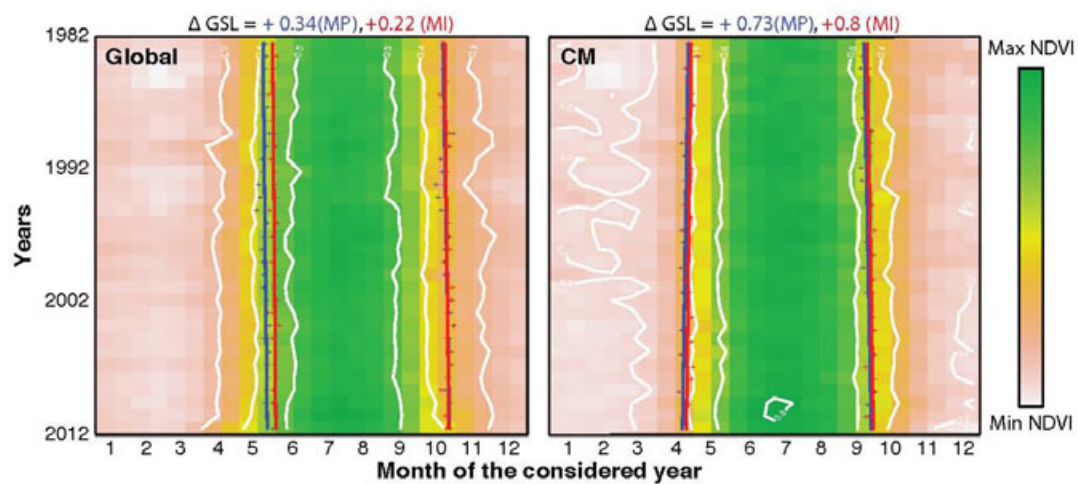 Δ GSL = + 0.34(MP), +0.22 (MI)
Δ GSL = + 0.73(MP), +0.8 (MI)
Global
CM
Max NDVI
Min NDVI
Years
1982
1992
2002
2012
1 2 3 4 5 6 7 8 9 10 11 12
1 2 3 4 5 6 7 8 9 10 11 12
Month of the considered year